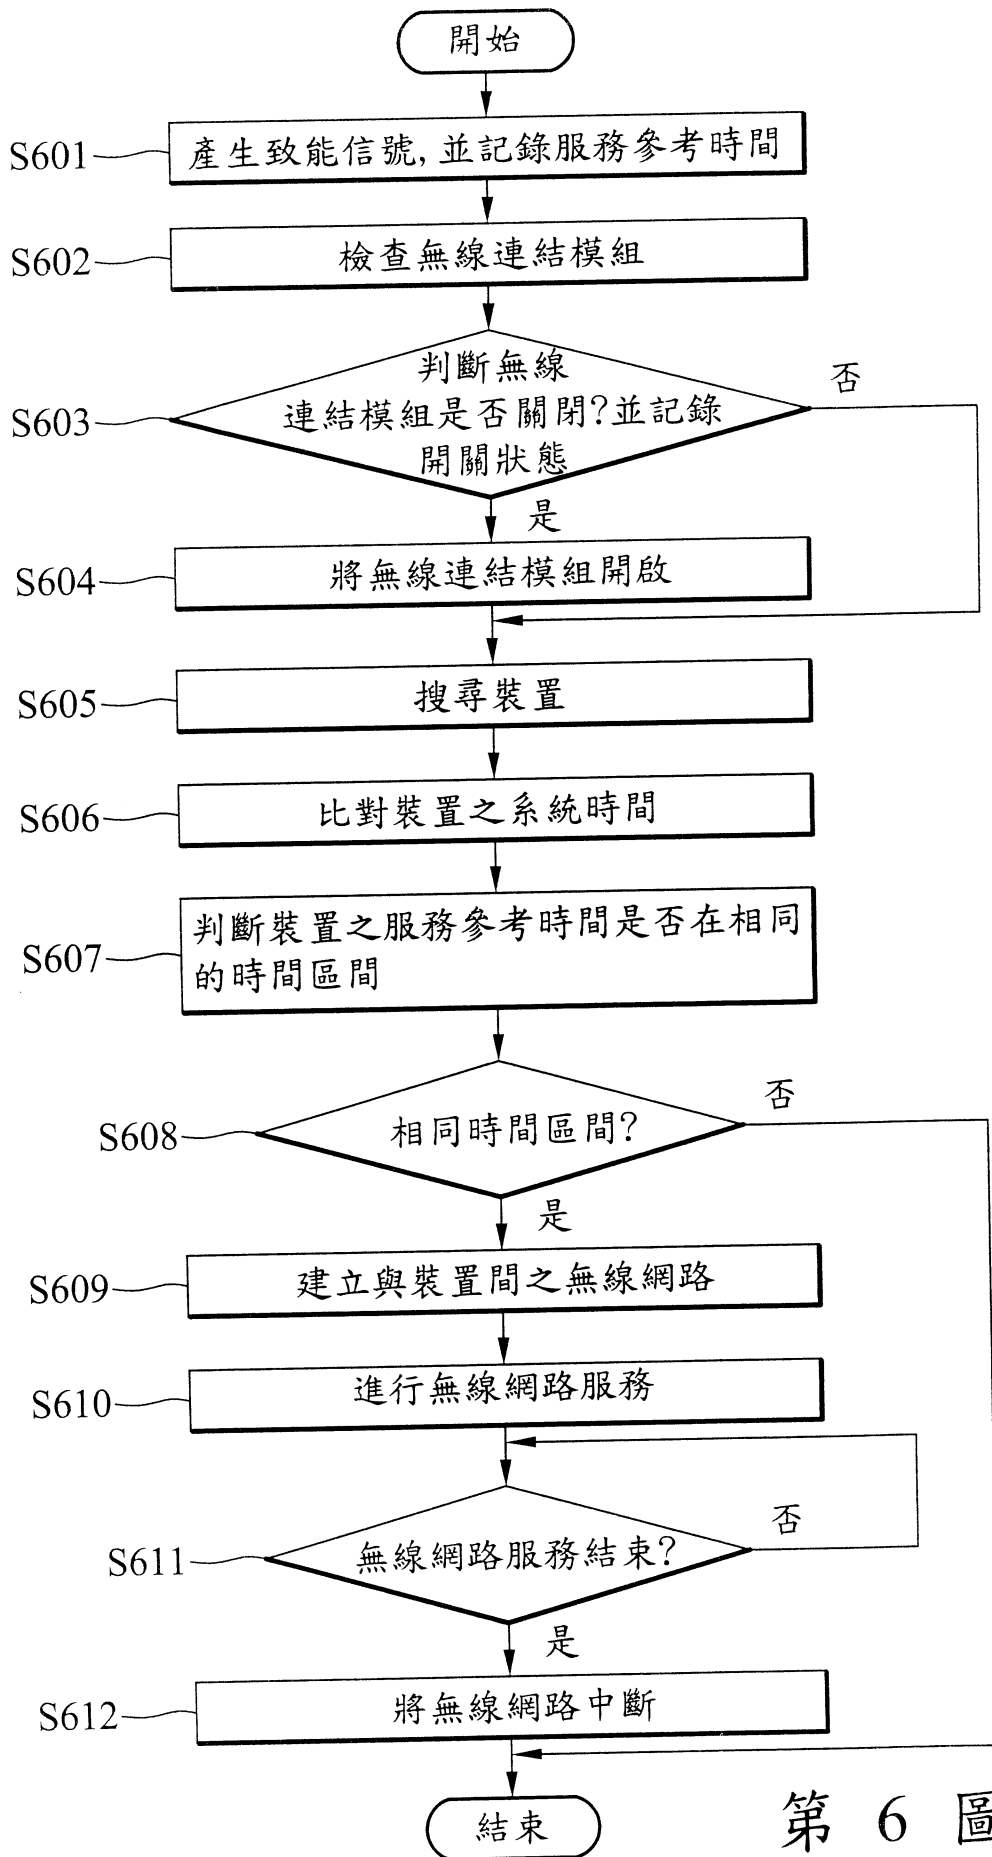 開始
S601
產生致能信號,並記錄服務參考時間
S602
檢查無線連結模組
S603
判斷無線
連結模組是否關閉?並記錄
開關狀態
否
是
S604
將無線連結模組開啟
S605
搜尋裝置
S606
比對裝置之系統時間
S607
判斷裝置之服務參考時間是否在相同
的時間區間
S608
相同時間區間?
否
是
S609
建立與裝置間之無線網路
S610
進行無線網路服務
S611
無線網路服務結束?
否
是
S612
將無線網路中斷
結束
第 6 圖